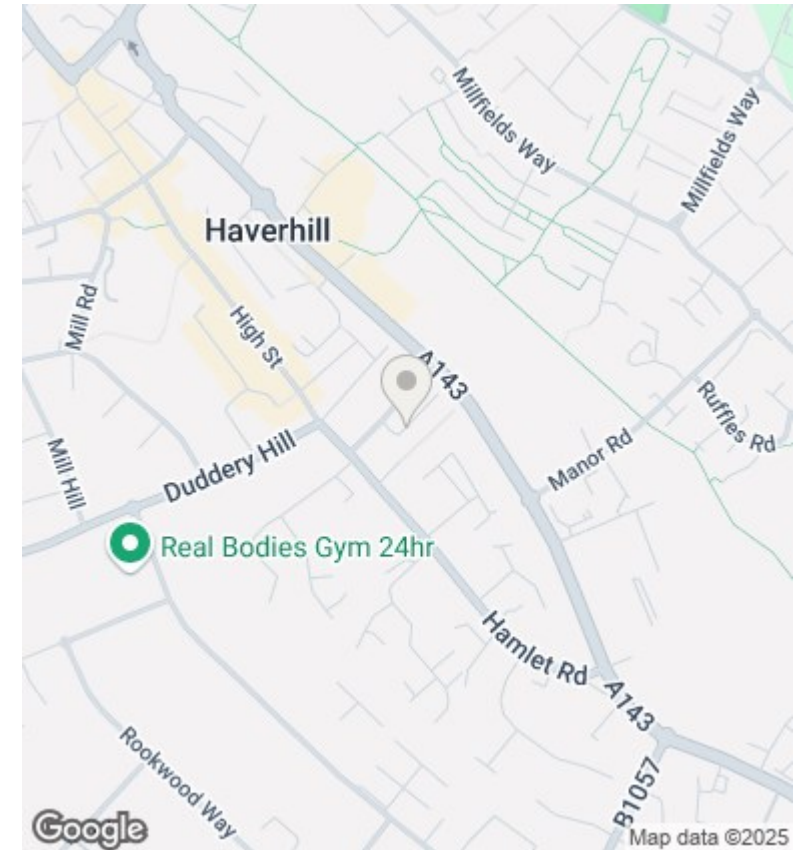 Millfields Way
Millfields Way
Haverhill
Mill Rd
High St
A143
Ruffles Rd
Manor Rd
Mill Hill
Duddery Hill
Real Bodies Gym 24hr
Hamlet Rd
A143
Rookwood Way
B1057
Google
Map data ©2025